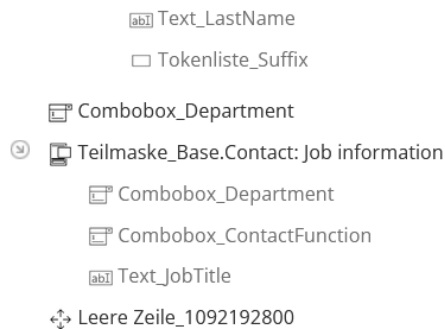 Text_LastName
Tokenliste_Suffix
Combobox_Department
Teilmaske_Base.Contact: Job information
Combobox_Department
Combobox_ContactFunction
Text_JobTitle
Leere Zeile_1092192800